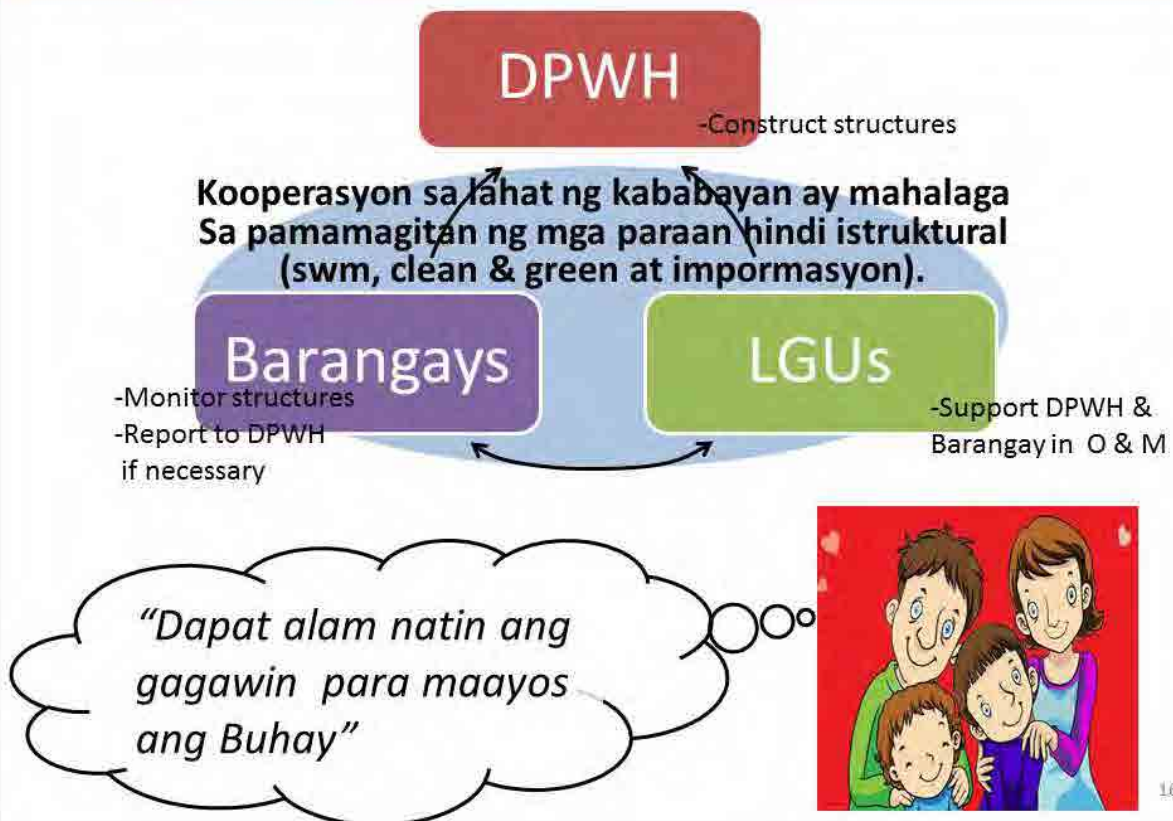 DPWH
-Construct structures
Kooperasyon sa lahat ng kababayan ay mahalaga
Sa pamamagitan ng mga paraan hindi istruktural
(swm, clean & green at impormasyon).
Barangays
-Monitor structures
-Report to DPWH
if necessary
LGUs
-Support DPWH &
Barangay in O & M
“Dapat alam natin ang
gagawin para maayos
ang Buhay”